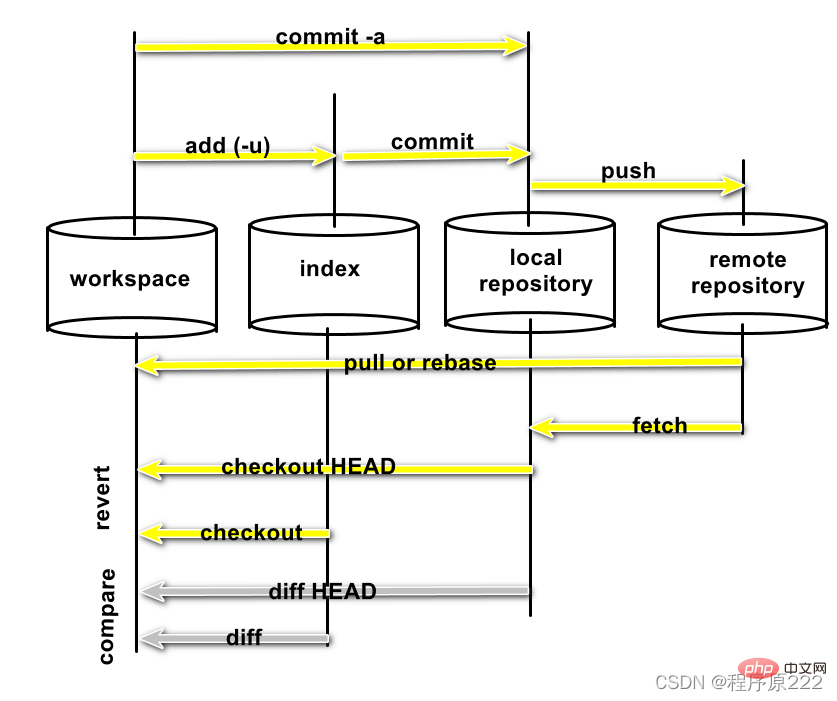 commit -a
add (-u)
commit
push
workspace
index
local
repository
remote
repository
pull or rebase
fetch
checkout HEAD
revert
checkout
diff HEAD
compare
diff
php 中文网
CSDN @程序原222